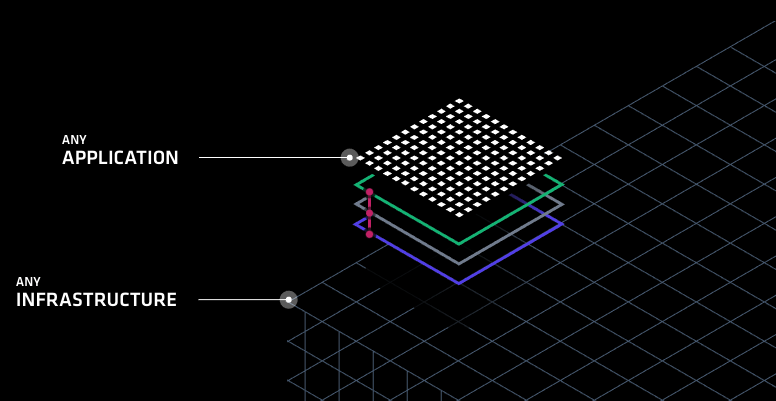 ANY
APPLICATION
ANY
INFRASTRUCTURE